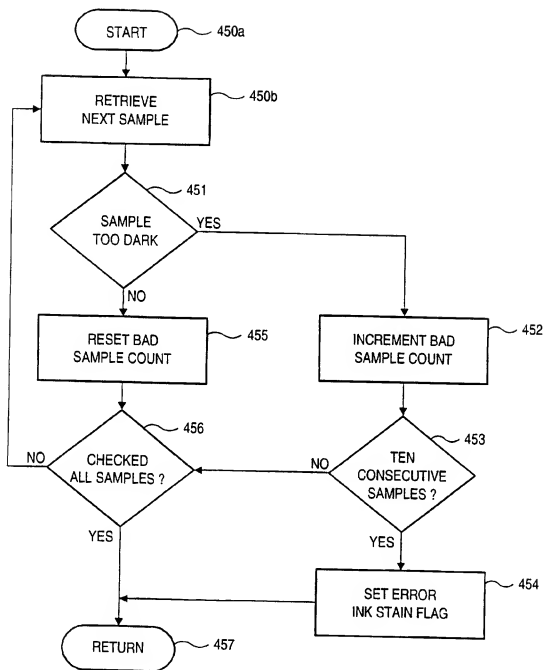 START
450a
RETRIEVE
NEXT SAMPLE
450b
451
SAMPLE
TOO DARK
YES
NO
RESET BAD
SAMPLE COUNT
455
INCREMENT BAD
SAMPLE COUNT
452
456
453
NO
CHECKED
ALL SAMPLES ?
NO
TEN
CONSECUTIVE
SAMPLES ?
YES
YES
SET ERROR
INK STAIN FLAG
454
RETURN
457